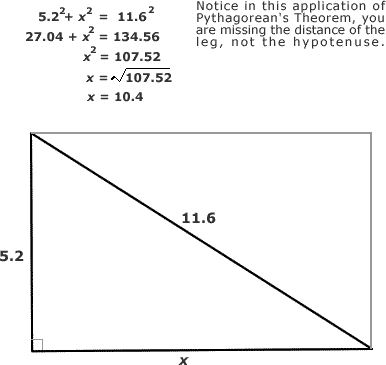 5.2² + x² = 11.6²
27.04 + x² = 134.56
x² = 107.52
x = √107.52
x = 10.4
Notice in this application of
Pythagorean's Theorem, you
are missing the distance of the
leg, not the hypotenuse.
11.6
5.2
x